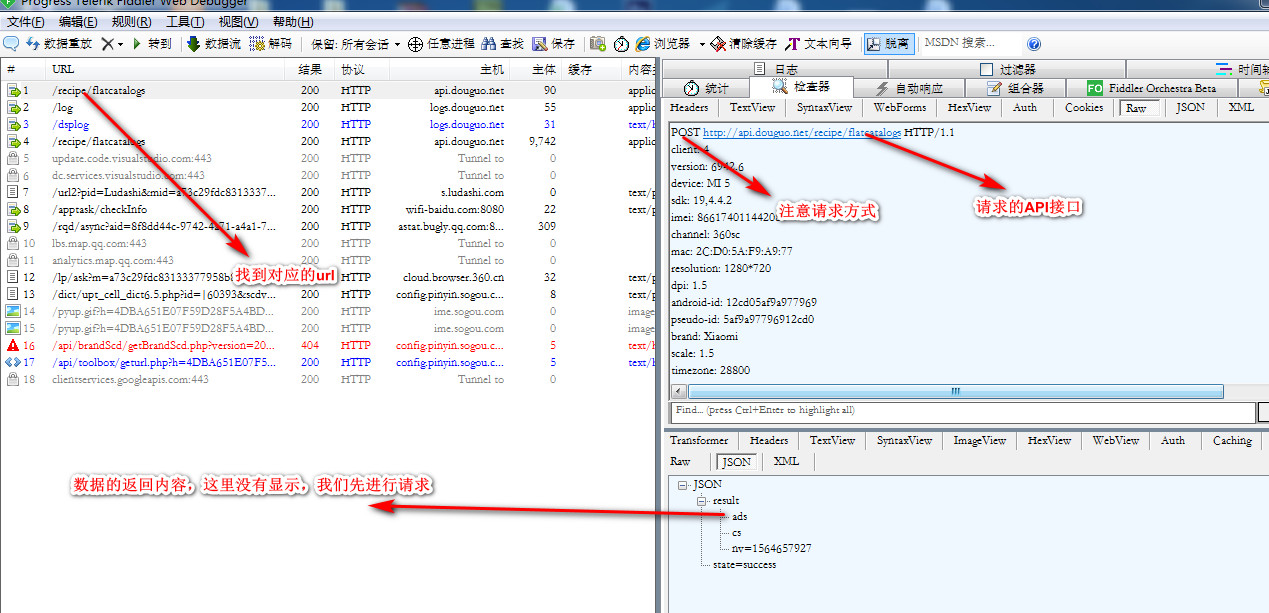 Progress Telerik Fiddler Web Debugger
文件(F) 编辑(E) 规则(R) 工具(T) 视图(V) 帮助(H)
数据重放 转到 数据流 解码 保留: 所有会话 任意进程 查找 保存 浏览器 清除缓存 文本向导 脱离 MSDN 搜索...
# URL 结果 协议 主机 主体 缓存
1 /recipe/flatcatalogs 200 HTTP api.douguo.net 90 applic
2 /log 200 HTTP logs.douguo.net 55 applic
3 /dsplog 200 HTTP logs.douguo.net 31 text/h
4 /recipe/flatcatalogs 200 HTTP api.douguo.net 9,742 applic
5 update.code.visualstudio.com:443 200 HTTP Tunnel to 0
6 dc.services.visualstudio.com:443 200 HTTP Tunnel to 0
7 /url2?pid=Ludashi&mid=a73c29fdc8313337... 200 HTTP s.ludashi.com 0 text/p
8 /apptask/checkInfo 200 HTTP wifi-baidu.com:8080 22 text/p
9 /rqd/async?aid=8f8dd44c-9742-4271-a4a1-7... 200 HTTP astat.bugly.qq.com:8... 309
10 lbs.map.qq.com:443 200 HTTP Tunnel to 0
11 analytics.map.qq.com:443 200 HTTP Tunnel to 0
12 /lp/ask?m=a73c29fdc83133377958b8 200 HTTP cloud.browser.360.cn 32 text/p
13 /dict/upt_cell_dict6.5.php?id=|60393&scdv... 200 HTTP config.pinyin.sogou.c... 8 text/p
14 /pyup.gif?h=4DBA651E07F59D28F5A4BD... 200 HTTP ime.sogou.com 0 image
15 /pyup.gif?h=4DBA651E07F59D28F5A4BD... 200 HTTP ime.sogou.com 0 image
16 /api/brandScd/getBrandScd.php?version=20... 404 HTTP config.pinyin.sogou.c... 5 text/h
17 /api/toolbox/geturl.php?h=4DBA651E07F5... 200 HTTP config.pinyin.sogou.c... 5 text/h
18 clientservices.googleapis.com:443 200 HTTP Tunnel to 0
找到对应的url
数据的返回内容，这里没有显示，我们先进行请求
日志 过滤器
统计 检查器 自动响应 组合器 FO Fiddler Orchestra Beta
Headers TextView SyntaxView WebForms HexView Auth Cookies Raw JSON XML
POST http://api.douguo.net/recipe/flatcatalogs HTTP/1.1
client: 4
version: 6942.6
device: MI 5
sdk: 19,4.4.2
imei: 866174011442
channel: 360sc
mac: 2C:D0:5A:F9:A9:77
resolution: 1280*720
dpi: 1.5
android-id: 12cd05af9a977969
pseudo-id: 5af9a97796912cd0
brand: Xiaomi
scale: 1.5
timezone: 28800
注意请求方式
请求的API接口
Find... (press Ctrl+Enter to highlight all)
Transformer Headers TextView SyntaxView ImageView HexView WebView Auth Caching
Raw JSON XML
JSON
result
ads
cs
nv=1564657927
state=success